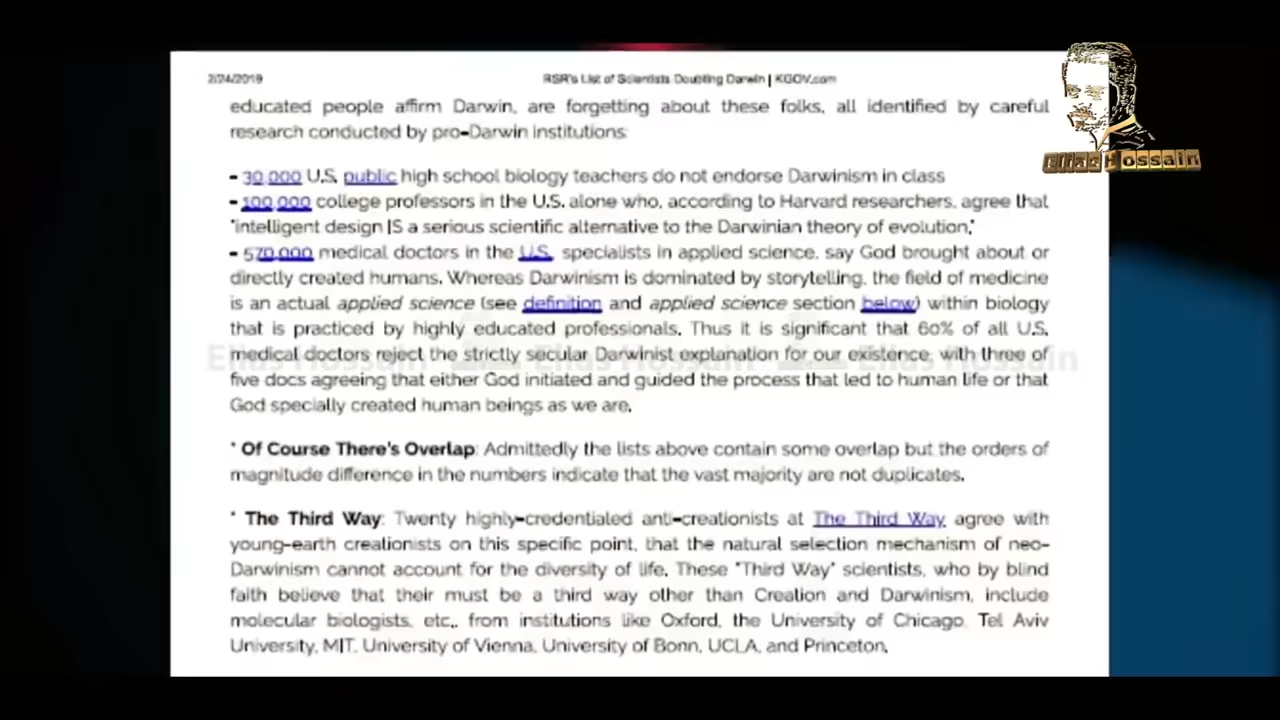 2/24/2019 RSR's List of Scientists Doubting Darwin | KGOV.com
educated people affirm Darwin, are forgetting about these folks, all identified by careful
research conducted by pro-Darwin institutions:
- 30,000 U.S. public high school biology teachers do not endorse Darwinism in class
- 100,000 college professors in the U.S. alone who, according to Harvard researchers, agree that
"intelligent design IS a serious scientific alternative to the Darwinian theory of evolution,"
- 570,000 medical doctors in the U.S. specialists in applied science, say God brought about or
directly created humans. Whereas Darwinism is dominated by storytelling, the field of medicine
is an actual applied science (see definition and applied science section below) within biology
that is practiced by highly educated professionals. Thus it is significant that 60% of all U.S.
medical doctors reject the strictly secular Darwinist explanation for our existence, with three of
five docs agreeing that either God initiated and guided the process that led to human life or that
God specially created human beings as we are.
* Of Course There's Overlap: Admittedly the lists above contain some overlap but the orders of
magnitude difference in the numbers indicate that the vast majority are not duplicates.
* The Third Way: Twenty highly-credentialed anti-creationists at The Third Way, agree with
young-earth creationists on this specific point, that the natural selection mechanism of neo-
Darwinism cannot account for the diversity of life. These "Third Way" scientists, who by blind
faith believe that their must be a third way other than Creation and Darwinism, include
molecular biologists, etc., from institutions like Oxford, the University of Chicago, Tel Aviv
University, MIT, University of Vienna, University of Bonn, UCLA, and Princeton.
Elias Hossain
Elias Hossain Elias Hossain Elias Hossain